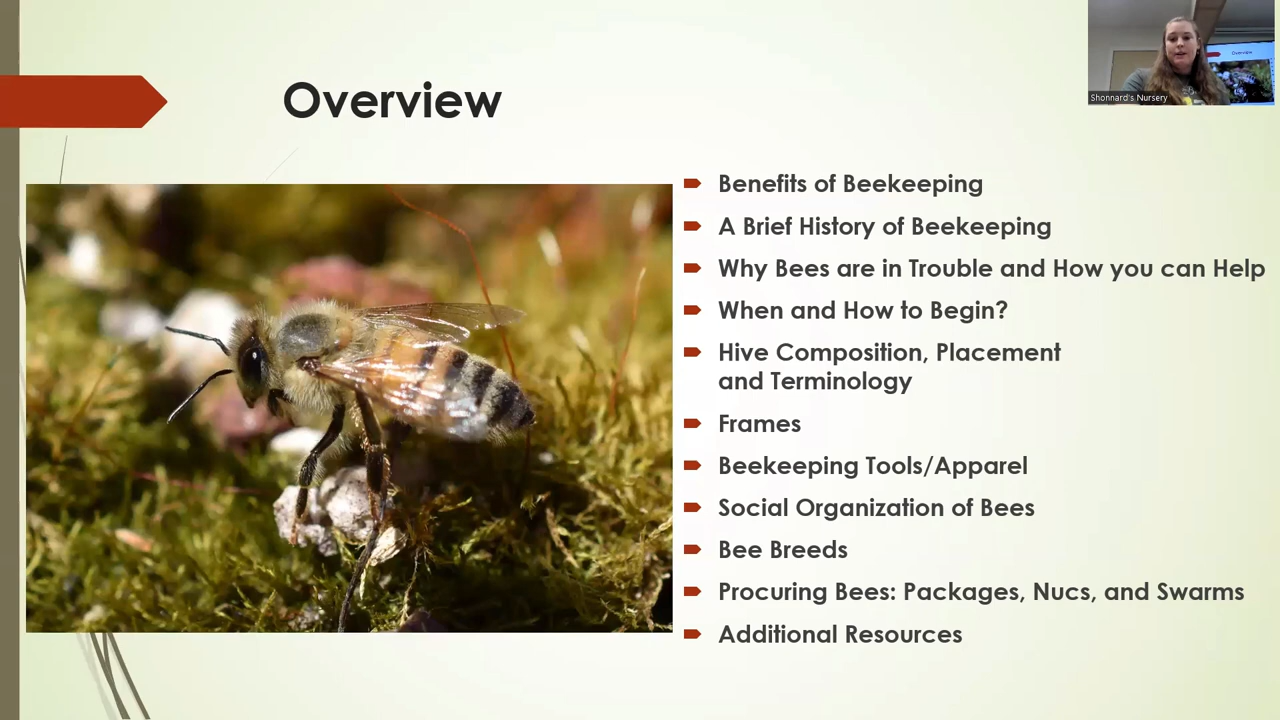 Overview
Benefits of Beekeeping
A Brief History of Beekeeping
Why Bees are in Trouble and How you can Help
When and How to Begin?
Hive Composition, Placement
and Terminology
Frames
Beekeeping Tools/Apparel
Social Organization of Bees
Bee Breeds
Procuring Bees: Packages, Nucs, and Swarms
Additional Resources
Overview
Shonnard's Nursery